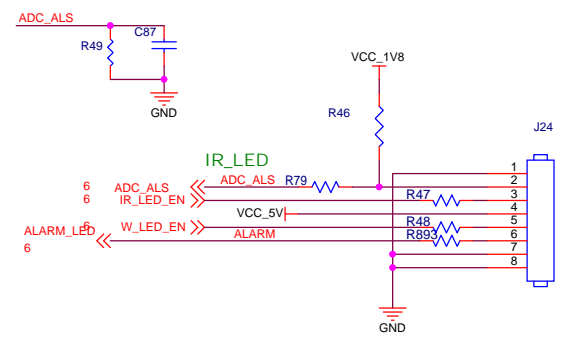 ADC_ALS
R49
C87
GND
VCC_1V8
R46
J24
IR_LED
1
6 ADC_ALS ADC_ALS R79 2
6 IR_LED_EN R47 3
VCC_5V 4
6 W_LED_EN R48 5
ALARM_LED ALARM R893 6
6
7
8
GND